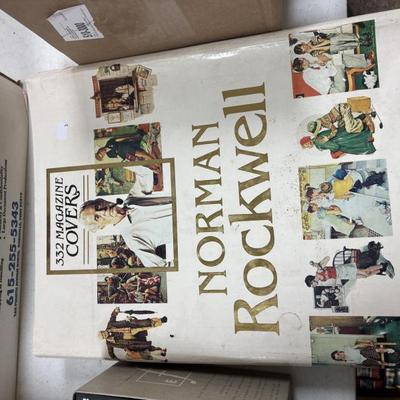 332 MAGAZINE
COVERS
NORMAN
Rockwell
615-255-5343